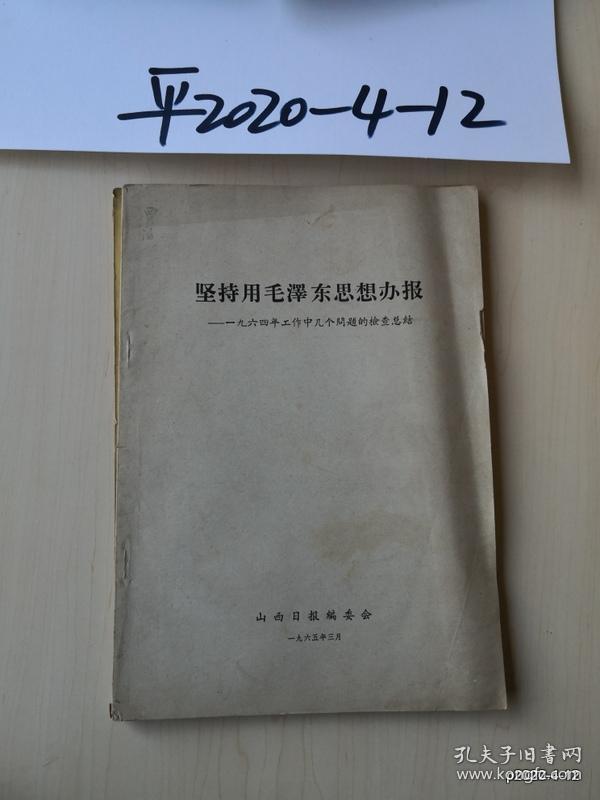 平2020-4-12
坚持用毛澤东思想办报
——一九六四年工作中几个問題的檢查总結
山西日报編委会
一九六五年三月
孔夫子旧書网